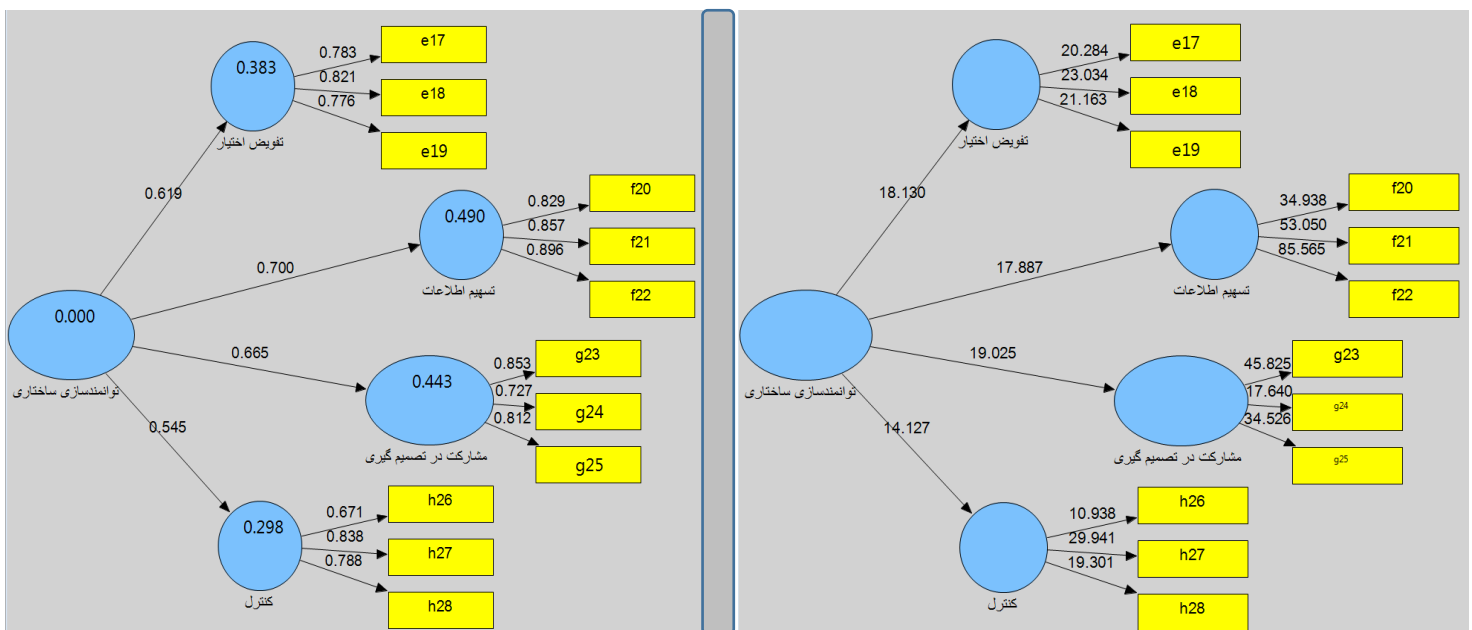 0.783
e17
0.383
0.821
e18
0.776
تفویض اختیار
e19
0.619
0.829
f20
0.490
0.857
f21
0.896
0.700
تسهیم اطلاعات
f22
0.000
توانمندسازی ساختاری
0.665
0.853
g23
0.443
0.727
g24
0.812
مشارکت در تصمیم گیری
g25
0.545
0.671
h26
0.298
0.838
h27
0.788
کنترل
h28
20.284
e17
23.034
e18
21.163
تفویض اختیار
e19
18.130
34.938
f20
53.050
f21
85.565
17.887
تسهیم اطلاعات
f22
توانمندسازی ساختاری
19.025
45.825
g23
17.640
g24
34.526
مشارکت در تصمیم گیری
g25
14.127
10.938
h26
29.941
h27
19.301
کنترل
h28